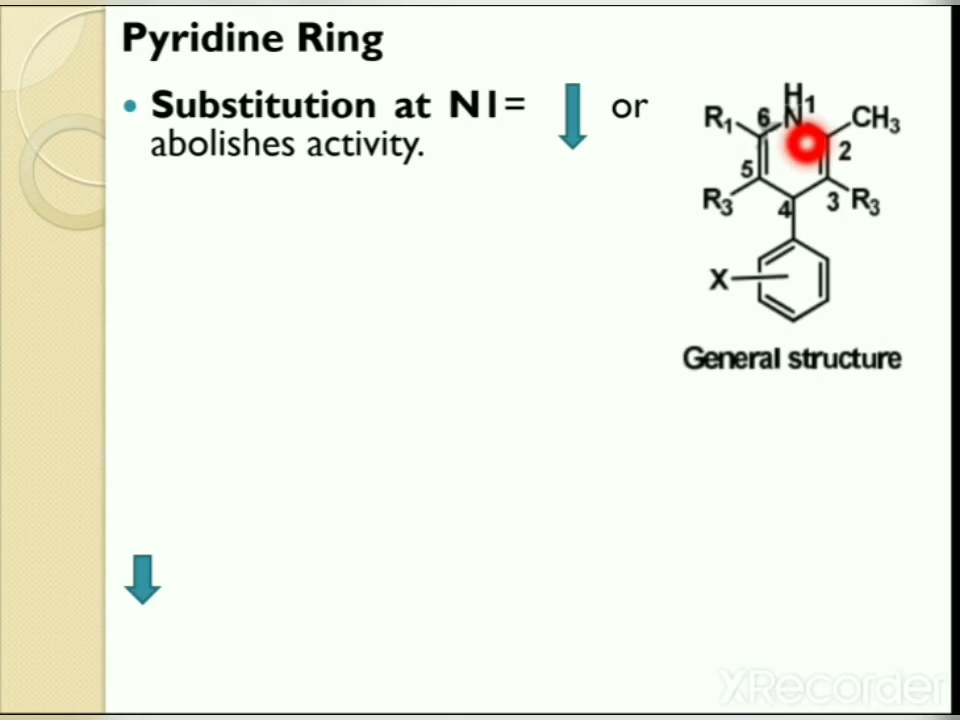 Pyridine Ring
• Substitution at N1= or
abolishes activity.
H
1
R1 6 N CH3
2
5
R3 4 3 R3
X
General structure
XRecorder